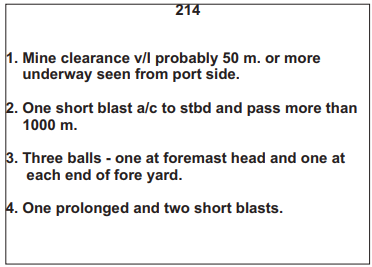 214
1. Mine clearance v/l probably 50 m. or more
underway seen from port side.
2. One short blast a/c to stbd and pass more than
1000 m.
3. Three balls - one at foremast head and one at
each end of fore yard.
4. One prolonged and two short blasts.